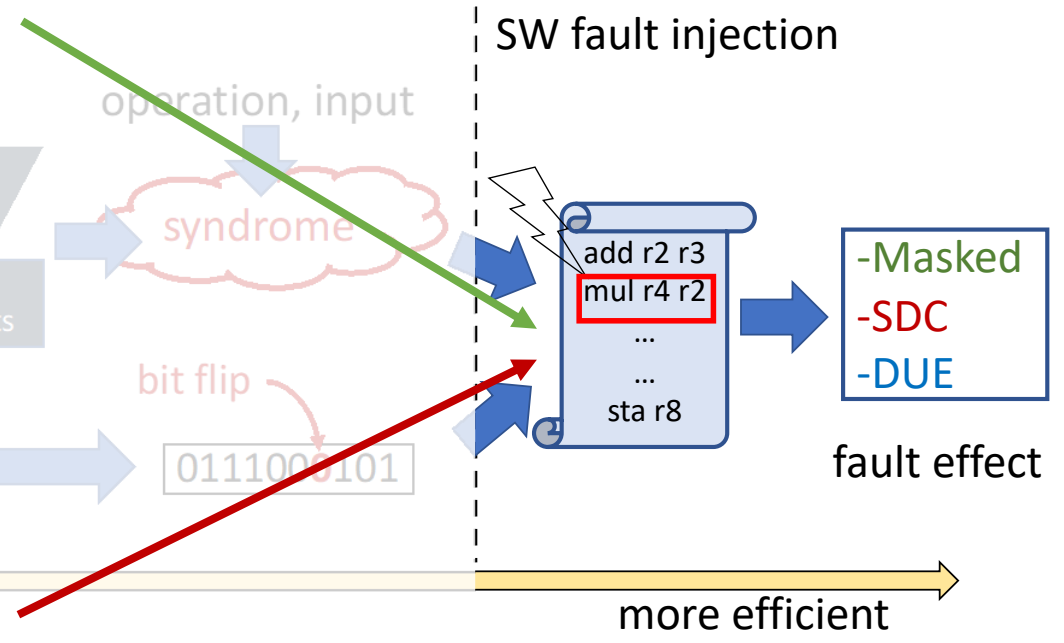 SW fault injection
operation, input
syndrome
add r2 r3
mul r4 r2
...
...
sta r8
-Masked
-SDC
-DUE
ts
bit flip
0111000101
fault effect
more efficient